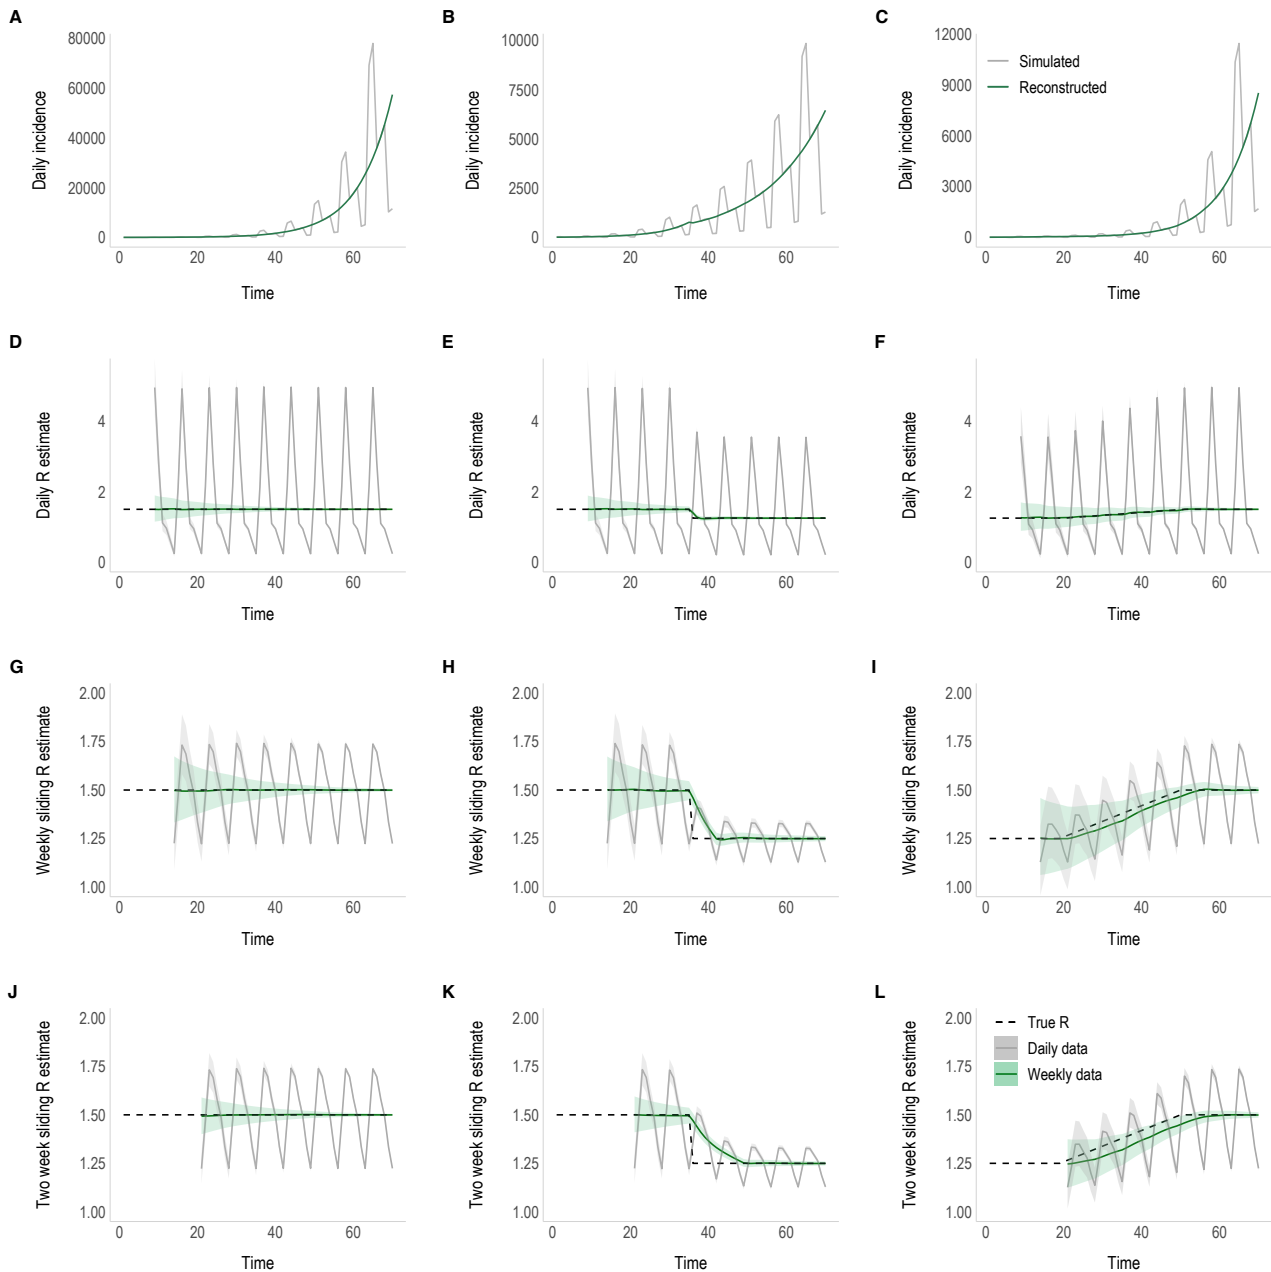 A
B
C
80000
60000
40000
20000
0
Daily incidence
0 20 40 60
Time
10000
7500
5000
2500
0
Daily incidence
0 20 40 60
Time
12000
9000
6000
3000
0
Daily incidence
Simulated
Reconstructed
0 20 40 60
Time
D
E
F
4
2
0
Daily R estimate
0 20 40 60
Time
4
2
0
Daily R estimate
0 20 40 60
Time
4
2
0
Daily R estimate
0 20 40 60
Time
G
H
I
2.00
1.75
1.50
1.25
1.00
Weekly sliding R estimate
0 20 40 60
Time
2.00
1.75
1.50
1.25
1.00
Weekly sliding R estimate
0 20 40 60
Time
2.00
1.75
1.50
1.25
1.00
Weekly sliding R estimate
0 20 40 60
Time
J
K
L
2.00
1.75
1.50
1.25
1.00
Two week sliding R estimate
0 20 40 60
Time
2.00
1.75
1.50
1.25
1.00
Two week sliding R estimate
0 20 40 60
Time
2.00
1.75
1.50
1.25
1.00
Two week sliding R estimate
True R
Daily data
Weekly data
0 20 40 60
Time